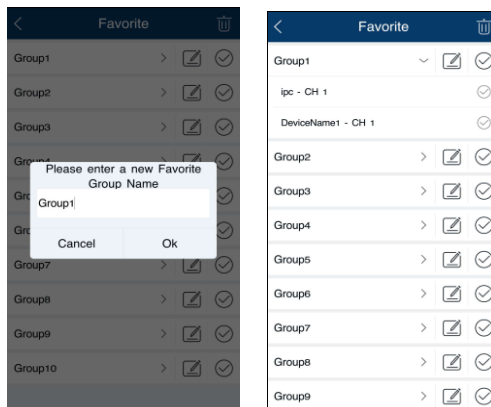 Favorite
Group1
Group2
Group3
Group4
Please enter a new Favorite
Group Name
Group1
Cancel
Ok
Group7
Group8
Group9
Group10
Favorite
Group1
ipc - CH 1
DeviceName1 - CH 1
Group2
Group3
Group4
Group5
Group6
Group7
Group8
Group9